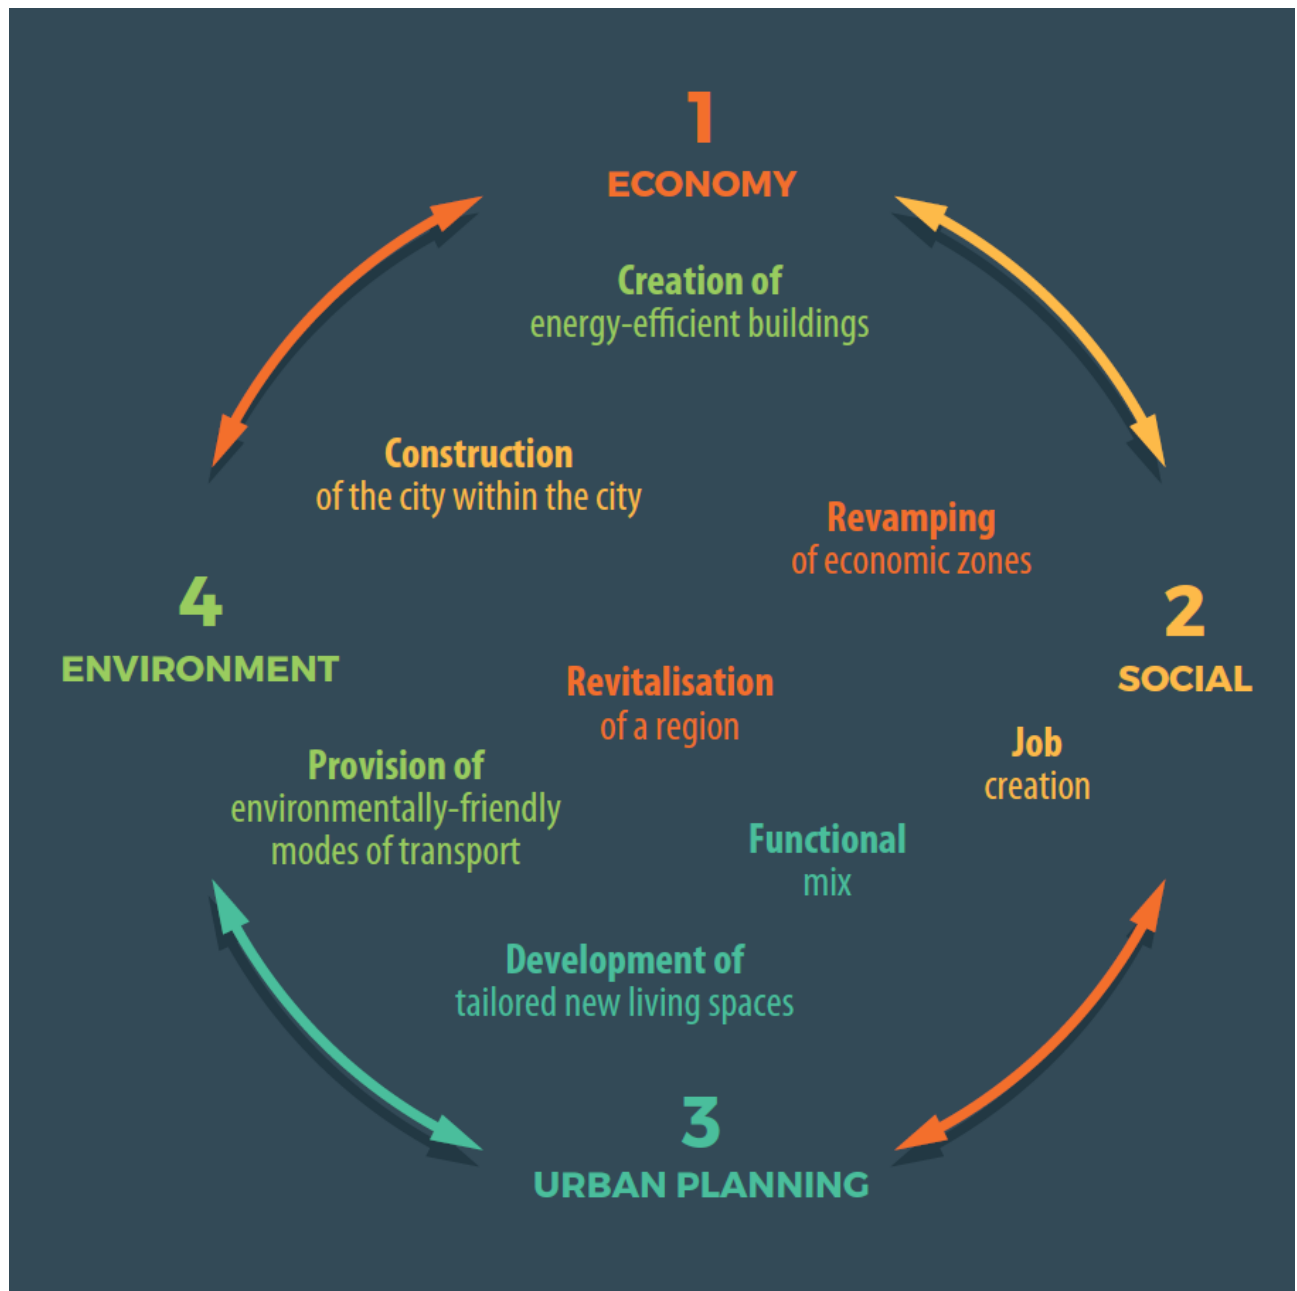 1
ECONOMY
Creation of
energy-efficient buildings
Construction
of the city within the city
Revamping
of economic zones
4
ENVIRONMENT
2
SOCIAL
Revitalisation
of a region
Job
creation
Provision of
environmentally-friendly
modes of transport
Functional
mix
Development of
tailored new living spaces
3
URBAN PLANNING